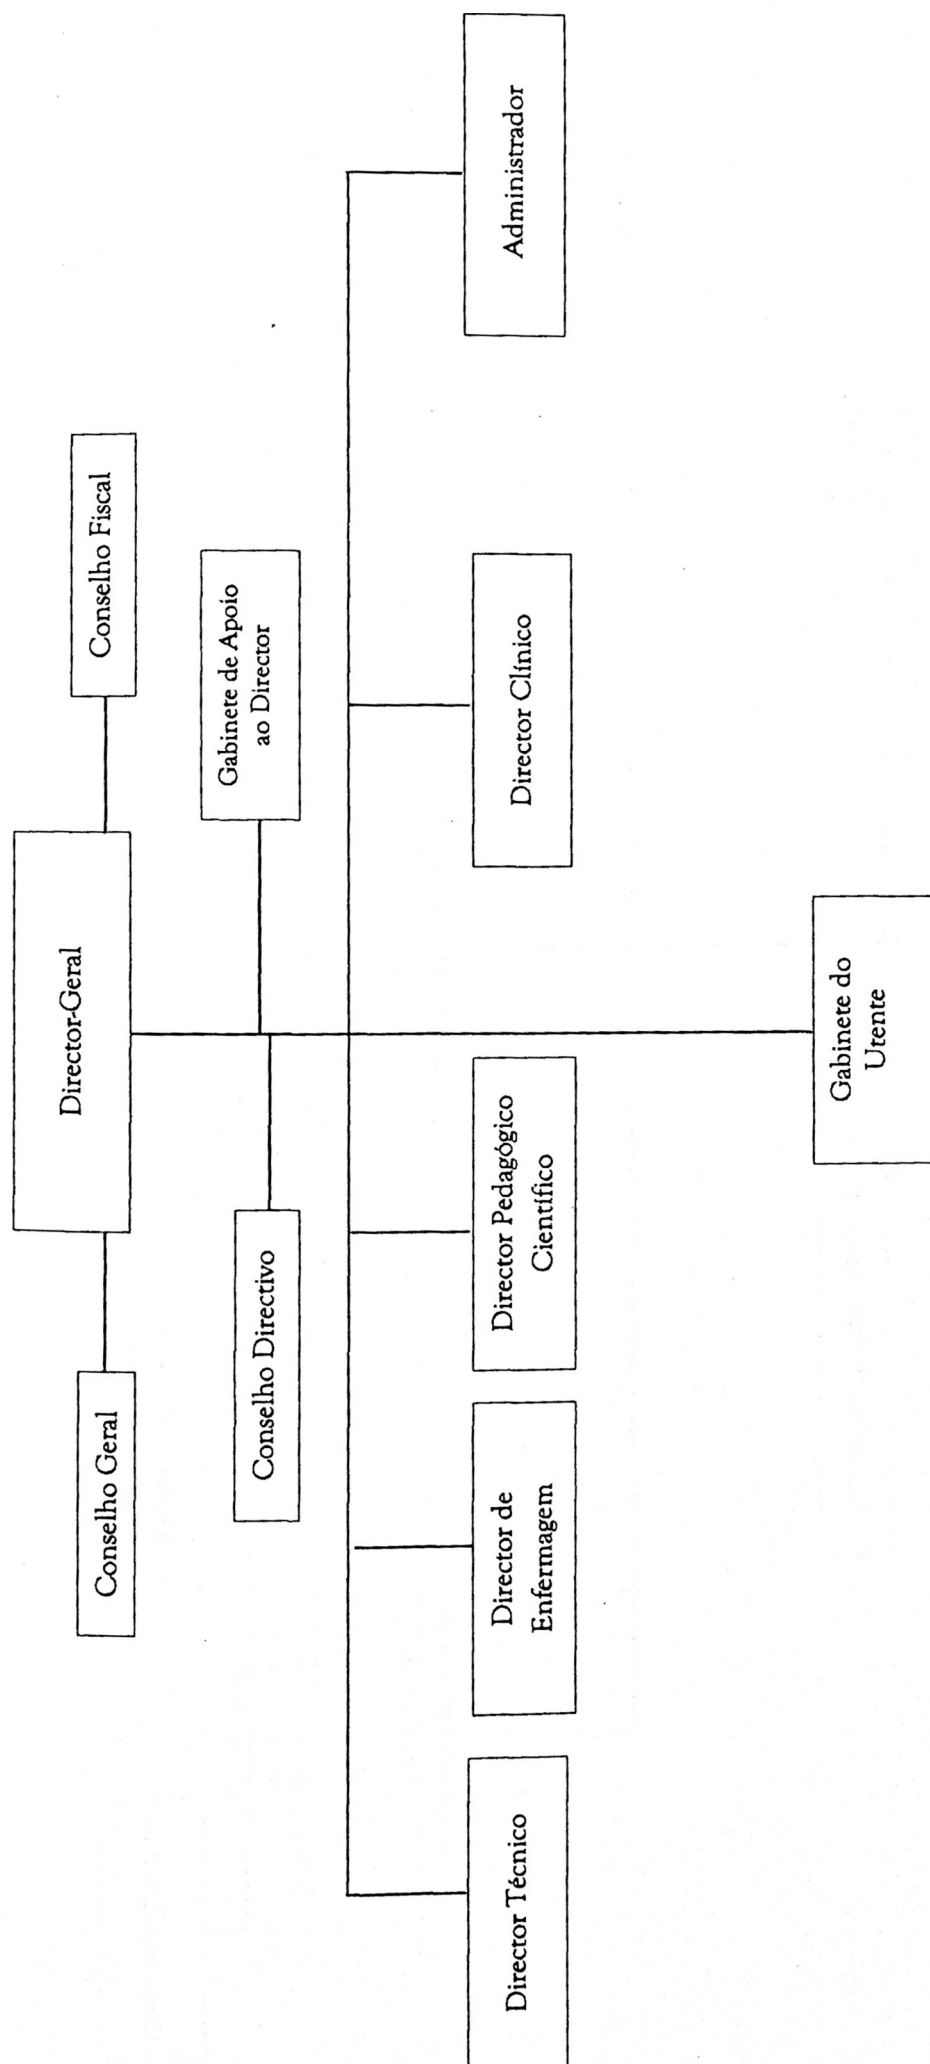 Director-Geral
Conselho Geral
Conselho Fiscal
Conselho Directivo
Gabinete de Apoio
ao Director
Director Técnico
Director de
Enfermagem
Director Pedagógico
Científico
Director Clínico
Administrador
Gabinete do
Utente